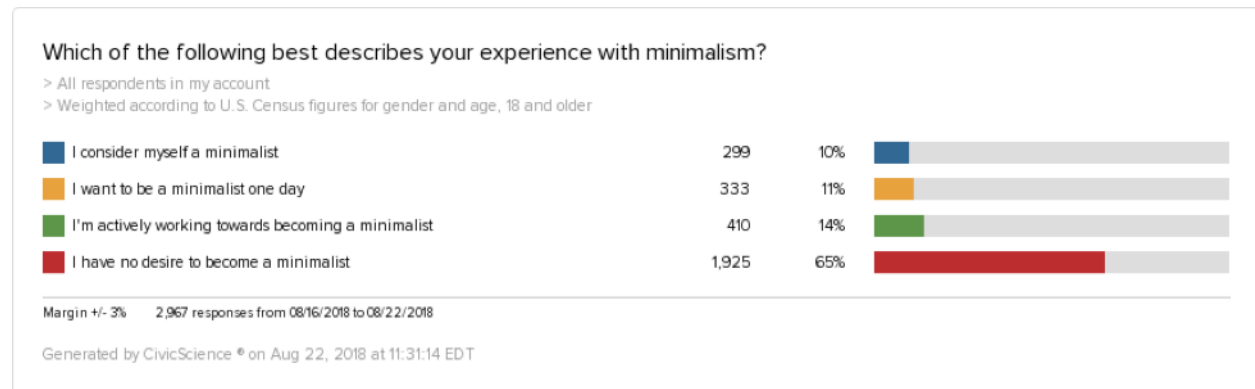 Which of the following best describes your experience with minimalism?
> All respondents in my account
> Weighted according to U.S. Census figures for gender and age, 18 and older
I consider myself a minimalist 299 10%
I want to be a minimalist one day 333 11%
I'm actively working towards becoming a minimalist 410 14%
I have no desire to become a minimalist 1,925 65%
Margin +/- 3% 2,967 responses from 08/16/2018 to 08/22/2018
Generated by CivicScience ® on Aug 22, 2018 at 11:31:14 EDT